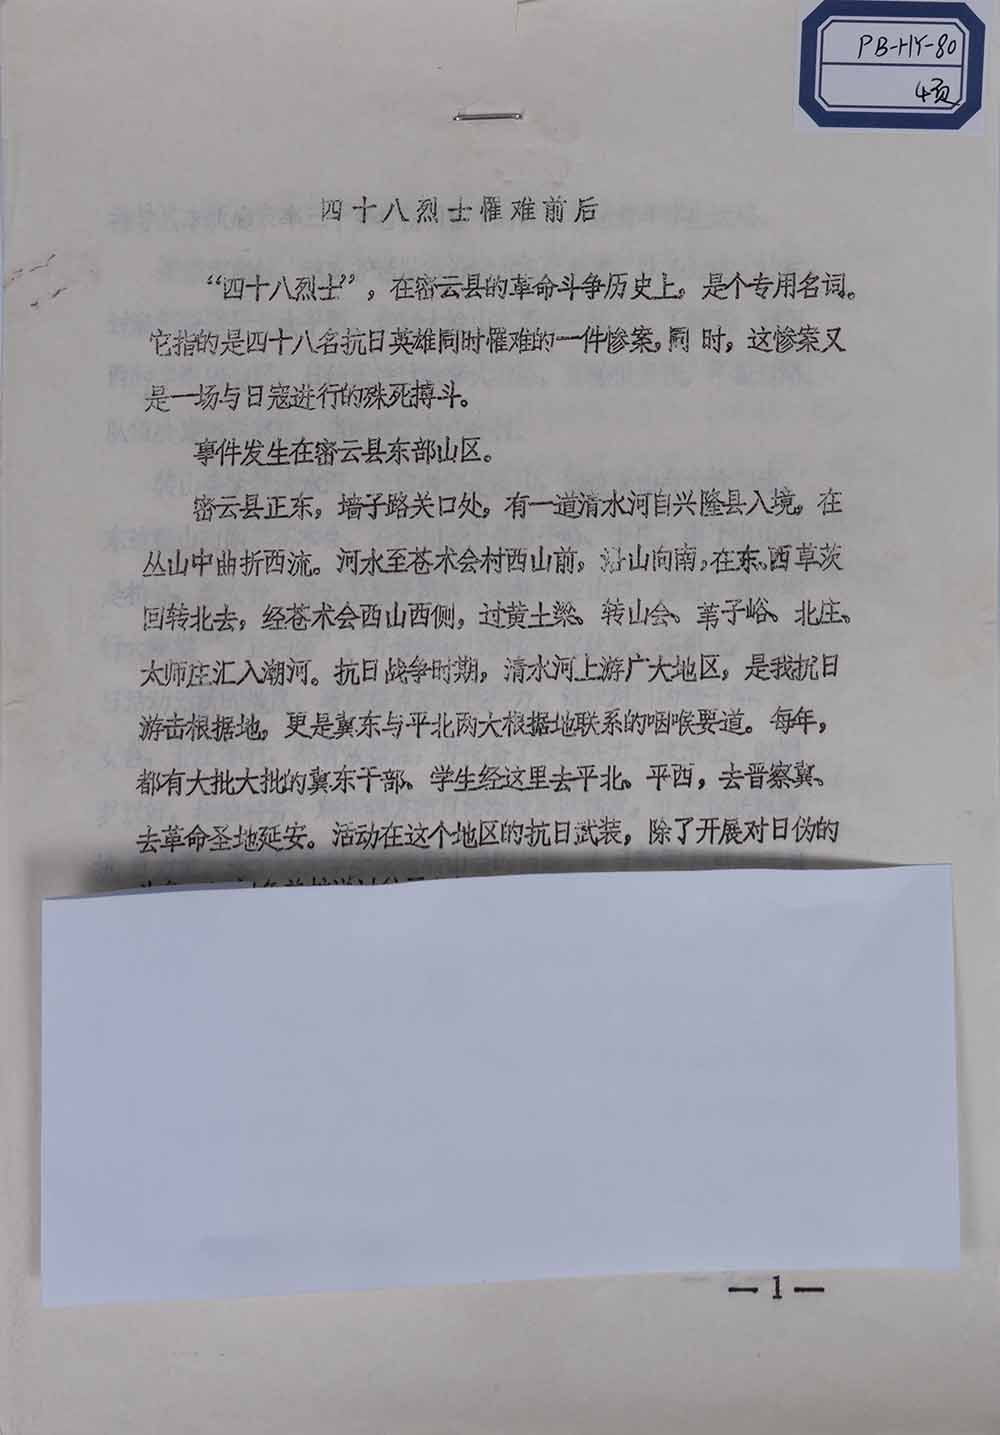 PB-HY-80
4页
四十八烈士罹难前后
“四十八烈士”，在密云县的革命斗争历史上，是个专用名词。
它指的是四十八名抗日英雄同时罹难的一件惨案，同时，这惨案又
是一场与日寇进行的殊死搏斗。
事件发生在密云县东部山区。
密云县正东，墙子路关口处，有一道清水河自兴隆县入境，在
丛山中曲折西流。河水至苍术会村西山前，沿山向南，在东、西草茨
回转北去，经苍术会西山西侧，过黄土梁、转山会、苇子峪、北庄、
太师庄汇入潮河。抗日战争时期，清水河上游广大地区，是我抗日
游击根据地，更是冀东与平北两大根据地联系的咽喉要道。每年，
都有大批大批的冀东干部、学生经这里去平北、平西，去晋察冀、
去革命圣地延安。活动在这个地区的抗日武装，除了开展对日伪的
— 1 —